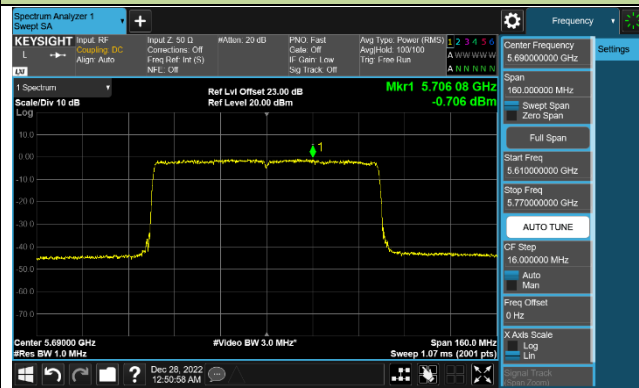 Spectrum Analyzer 1
Swept SA
+
Frequency
KEYSIGHT Input: RF Input Z: 50 Ω #Atten: 20 dB PNO: Fast Avg Type: Power (RMS) 1 2 3 4 5 6
L Coupling: DC Corrections: Off Gate: Off Avg|Hold: 100/100 A W W W W W
Align: Auto Freq Ref: Int (S) IF Gain: Low Trig: Free Run
LXI NFE: Off Sig Track: Off A N N N N N
1 Spectrum
Scale/Div 10 dB
Ref Lvl Offset 23.00 dB
Ref Level 20.00 dBm
Mkr1 5.706 08 GHz
-0.706 dBm
Log
10.0
0.00
-10.0
-20.0
-30.0
-40.0
-50.0
-60.0
-70.0
1
Center 5.69000 GHz
#Res BW 1.0 MHz
#Video BW 3.0 MHz*
Span 160.0 MHz
Sweep 1.07 ms (2001 pts)
Center Frequency
5.690000000 GHz
Settings
Span
160.000000 MHz
Swept Span
Zero Span
Full Span
Start Freq
5.610000000 GHz
Stop Freq
5.770000000 GHz
AUTO TUNE
CF Step
16.000000 MHz
Auto
Man
Freq Offset
0 Hz
X Axis Scale
Log
Lin
Signal Track
(Span Zoom)
?
Dec 28, 2022
12:50:58 AM